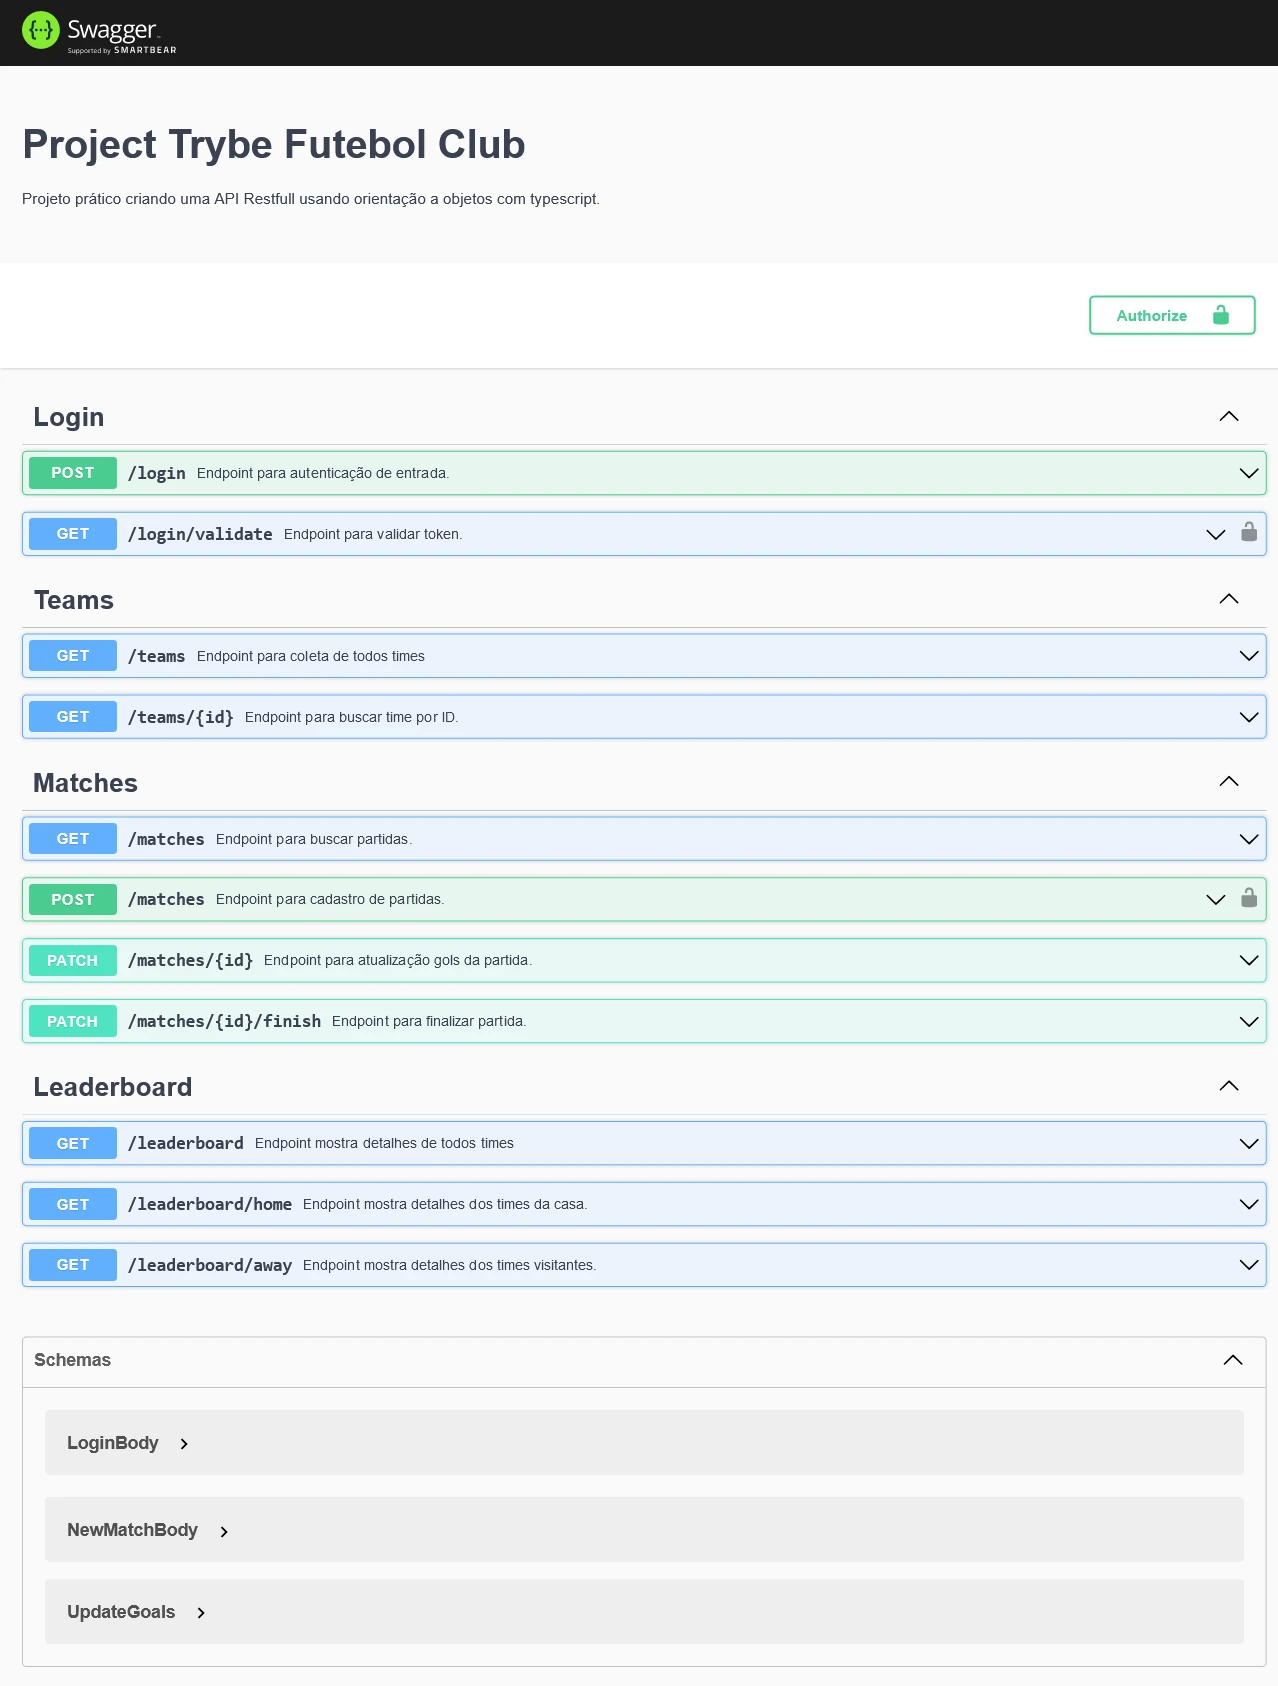 Swagger
Supported by SMARTBEAR
Project Trybe Futebol Club
Projeto prático criando uma API Restfull usando orientação a objetos com typescript.
Authorize
Login
POST /login Endpoint para autenticação de entrada.
GET /login/validate Endpoint para validar token.
Teams
GET /teams Endpoint para coleta de todos times
GET /teams/{id} Endpoint para buscar time por ID.
Matches
GET /matches Endpoint para buscar partidas.
POST /matches Endpoint para cadastro de partidas.
PATCH /matches/{id} Endpoint para atualização gols da partida.
PATCH /matches/{id}/finish Endpoint para finalizar partida.
Leaderboard
GET /leaderboard Endpoint mostra detalhes de todos times
GET /leaderboard/home Endpoint mostra detalhes dos times da casa.
GET /leaderboard/away Endpoint mostra detalhes dos times visitantes.
Schemas
LoginBody
NewMatchBody
UpdateGoals